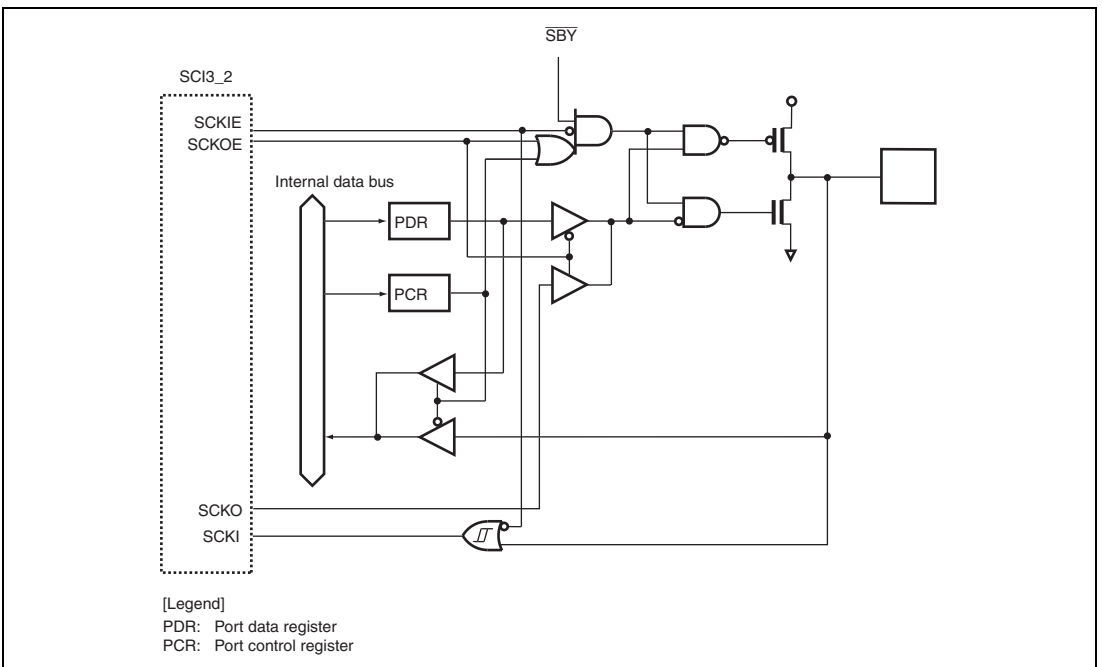 SBY
SCI3_2
SCKIE
SCKOE
Internal data bus
PDR
PCR
SCKO
SCKI
[Legend]
PDR: Port data register
PCR: Port control register